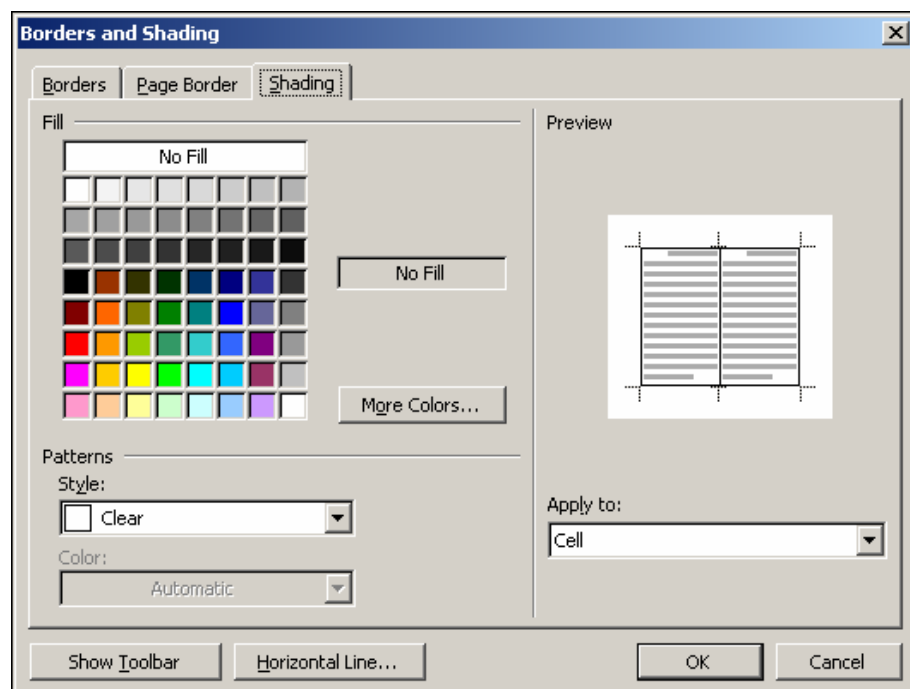 Borders and Shading
Borders
Page Border
Shading
Fill
No Fill
No Fill
More Colors...
Patterns
Style:
Clear
Color:
Automatic
Preview
Apply to:
Cell
Show Toolbar
Horizontal Line...
OK
Cancel